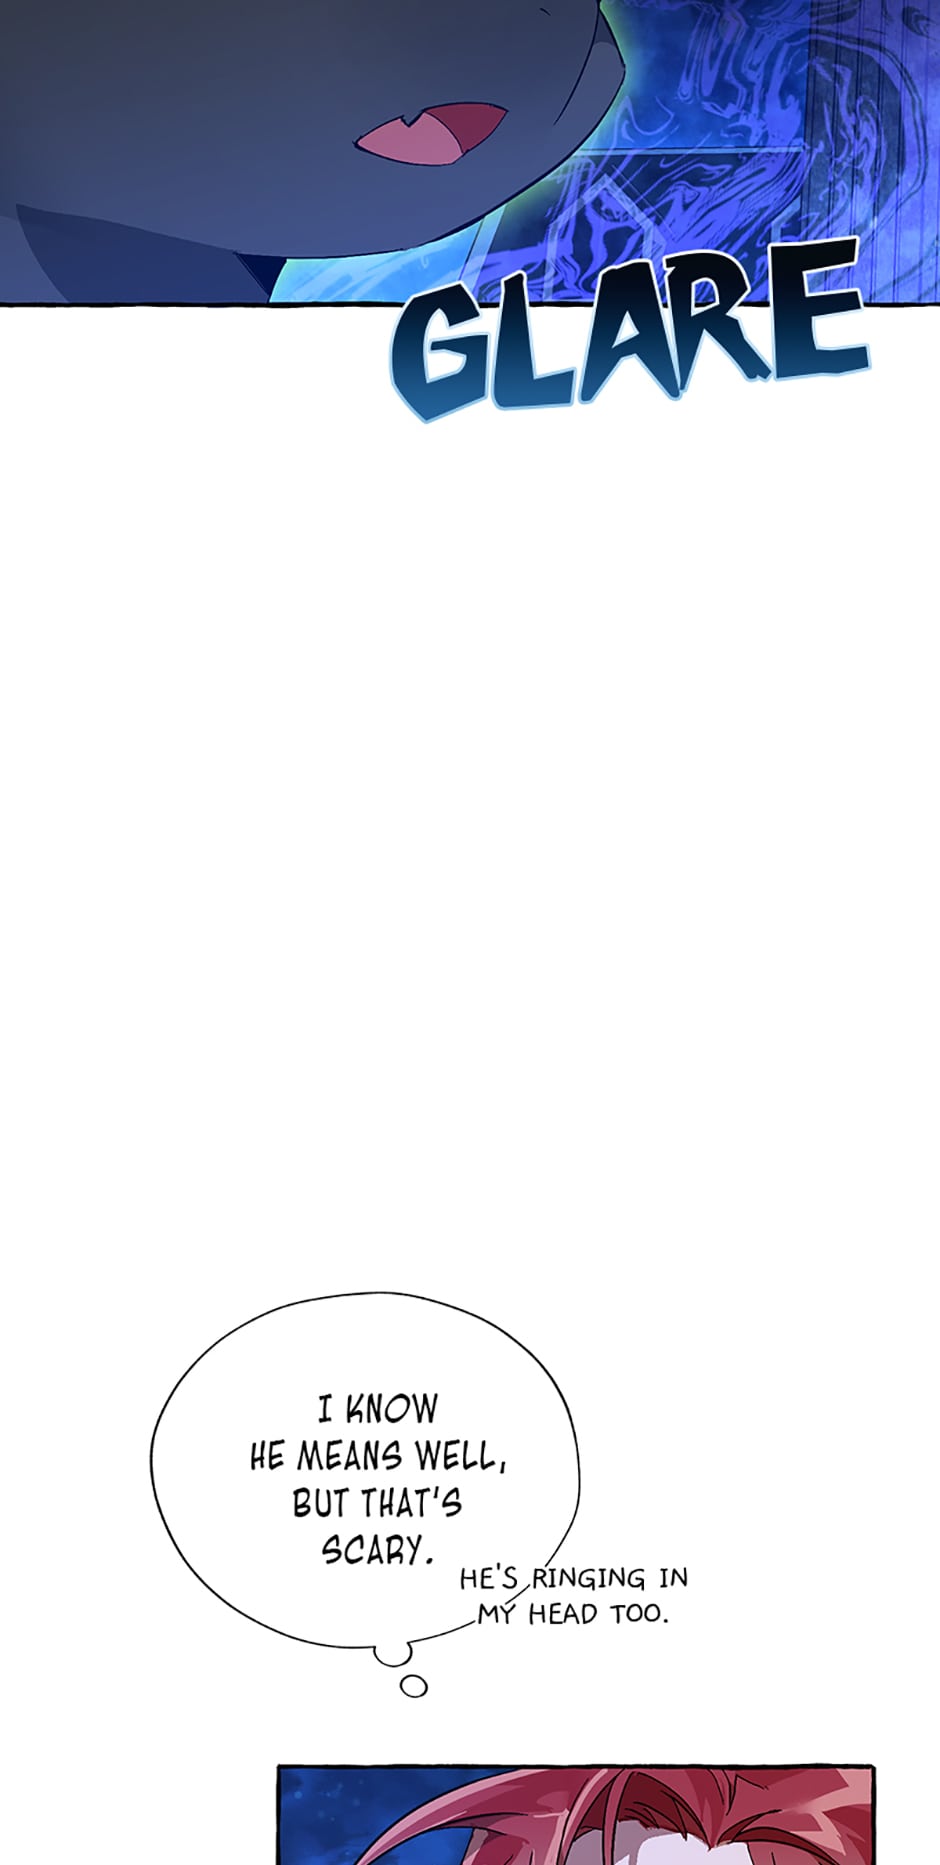 GLARE
I KNOW
HE MEANS WELL,
BUT THAT'S
SCARY.
HE'S RINGING IN
MY HEAD TOO.